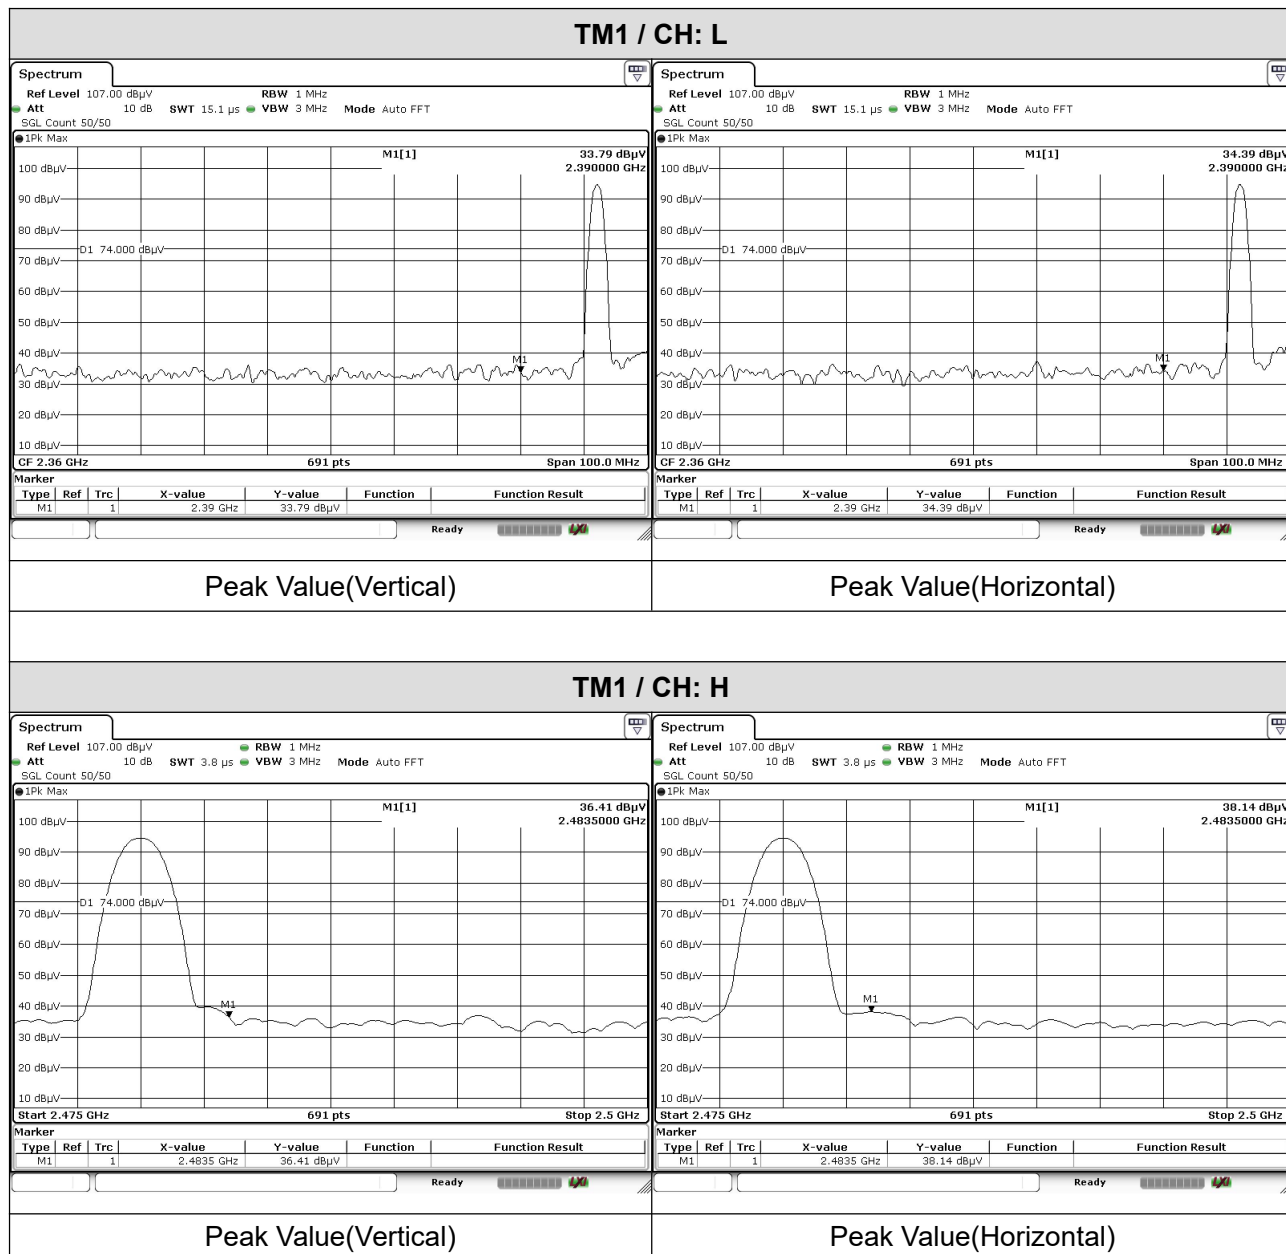 TM1 / CH: L
Spectrum
Ref Level 107.00 dBµV RBW 1 MHz
Att 10 dB SWT 15.1 µs VBW 3 MHz Mode Auto FFT
SGL Count 50/50
1Pk Max
M1[1] 33.79 dBµV
2.390000 GHz
100 dBµV
90 dBµV
80 dBµV
D1 74.000 dBµV
70 dBµV
60 dBµV
50 dBµV
40 dBµV
M1
30 dBµV
20 dBµV
10 dBµV
CF 2.36 GHz 691 pts Span 100.0 MHz
Marker
Type Ref Trc X-value Y-value Function Function Result
M1 1 2.39 GHz 33.79 dBµV
Ready LXI
Peak Value(Vertical)
Spectrum
Ref Level 107.00 dBµV RBW 1 MHz
Att 10 dB SWT 15.1 µs VBW 3 MHz Mode Auto FFT
SGL Count 50/50
1Pk Max
M1[1] 34.39 dBµV
2.390000 GHz
100 dBµV
90 dBµV
80 dBµV
D1 74.000 dBµV
70 dBµV
60 dBµV
50 dBµV
40 dBµV
M1
30 dBµV
20 dBµV
10 dBµV
CF 2.36 GHz 691 pts Span 100.0 MHz
Marker
Type Ref Trc X-value Y-value Function Function Result
M1 1 2.39 GHz 34.39 dBµV
Ready LXI
Peak Value(Horizontal)
TM1 / CH: H
Spectrum
Ref Level 107.00 dBµV RBW 1 MHz
Att 10 dB SWT 3.8 µs VBW 3 MHz Mode Auto FFT
SGL Count 50/50
1Pk Max
M1[1] 36.41 dBµV
2.4835000 GHz
100 dBµV
90 dBµV
80 dBµV
D1 74.000 dBµV
70 dBµV
60 dBµV
50 dBµV
40 dBµV
M1
30 dBµV
20 dBµV
10 dBµV
Start 2.475 GHz 691 pts Stop 2.5 GHz
Marker
Type Ref Trc X-value Y-value Function Function Result
M1 1 2.4835 GHz 36.41 dBµV
Ready LXI
Peak Value(Vertical)
Spectrum
Ref Level 107.00 dBµV RBW 1 MHz
Att 10 dB SWT 3.8 µs VBW 3 MHz Mode Auto FFT
SGL Count 50/50
1Pk Max
M1[1] 38.14 dBµV
2.4835000 GHz
100 dBµV
90 dBµV
80 dBµV
D1 74.000 dBµV
70 dBµV
60 dBµV
50 dBµV
40 dBµV
M1
30 dBµV
20 dBµV
10 dBµV
Start 2.475 GHz 691 pts Stop 2.5 GHz
Marker
Type Ref Trc X-value Y-value Function Function Result
M1 1 2.4835 GHz 38.14 dBµV
Ready LXI
Peak Value(Horizontal)